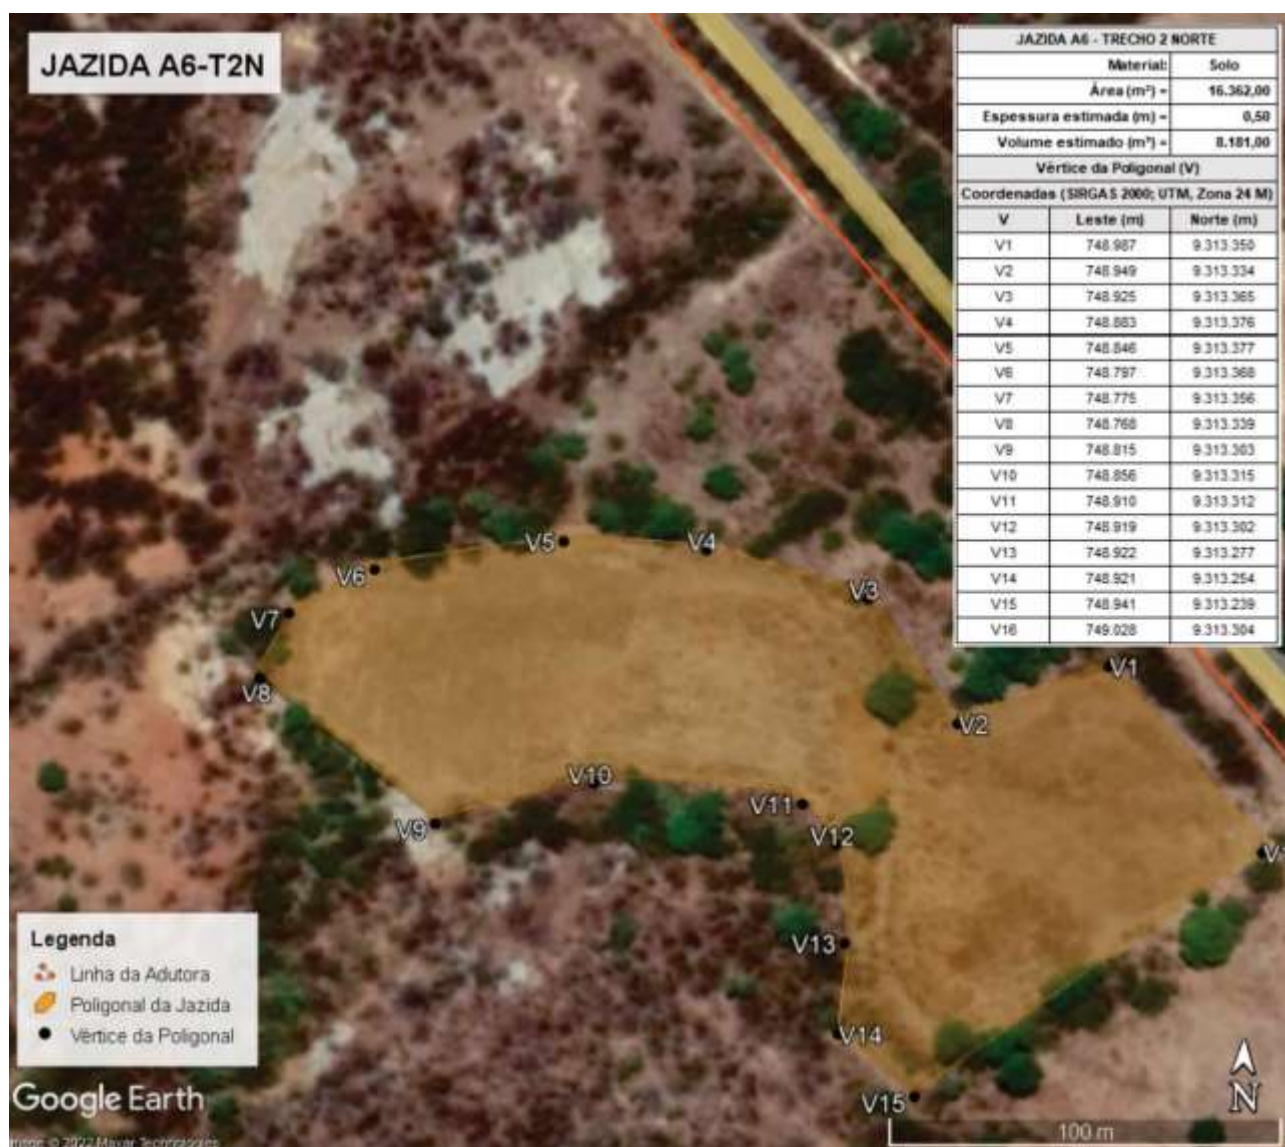 JAZIDA A6-T2N
JAZIDA A6 - TRECHO 2 NORTE
Material: Solo
Área (m²) = 16.362,00
Espessura estimada (m) = 0,50
Volume estimado (m³) = 8.181,00
Vértice da Poligonal (V)
Coordenadas (SIRGAS 2000; UTM, Zona 24 M)
V Leste (m) Norte (m)
V1 748.987 9.313.350
V2 748.949 9.313.334
V3 748.925 9.313.365
V4 748.883 9.313.376
V5 748.846 9.313.377
V6 748.797 9.313.368
V7 748.775 9.313.356
V8 748.768 9.313.339
V9 748.815 9.313.303
V10 748.856 9.313.315
V11 748.910 9.313.312
V12 748.919 9.313.302
V13 748.922 9.313.277
V14 748.921 9.313.254
V15 748.941 9.313.239
V16 749.028 9.313.304
V5
V4
V6
V3
V7
V1
V8
V2
V10
V11
V9
V12
V1
V13
V14
V15
Legenda
Linha da Adutora
Poligonal da Jazida
Vértice da Poligonal
Google Earth
Image © 2022 Maxar Technologies
N
100 m